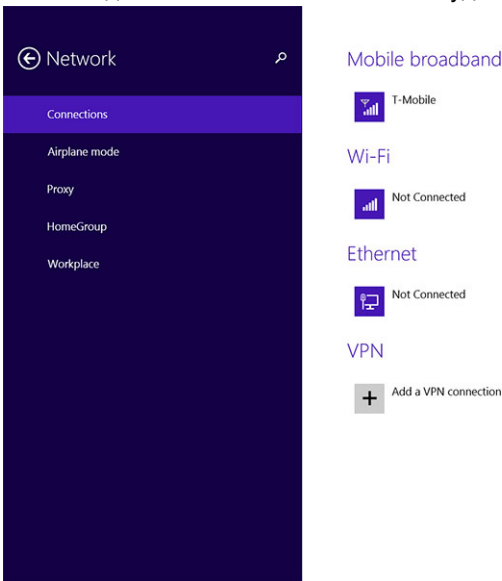 Network
Connections
Airplane mode
Proxy
HomeGroup
Workplace
Mobile broadband
T-Mobile
Wi-Fi
Not Connected
Ethernet
Not Connected
VPN
Add a VPN connection